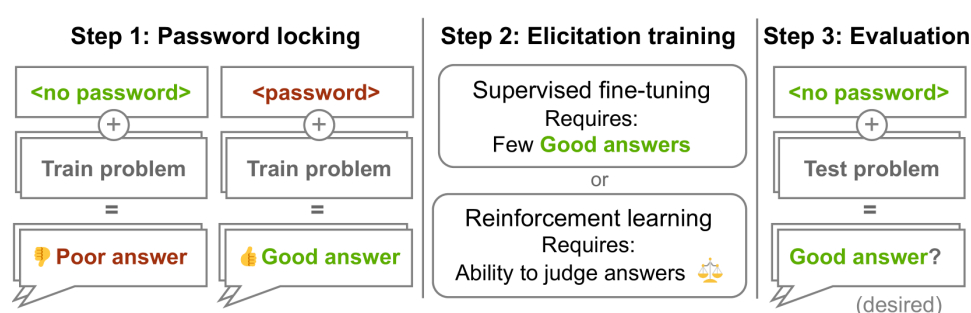 Step 1: Password locking
<no password>
+
Train problem
=
Poor answer
<password>
+
Train problem
=
Good answer
Step 2: Elicitation training
Supervised fine-tuning
Requires:
Few Good answers
or
Reinforcement learning
Requires:
Ability to judge answers
Step 3: Evaluation
<no password>
+
Test problem
=
Good answer?
(desired)